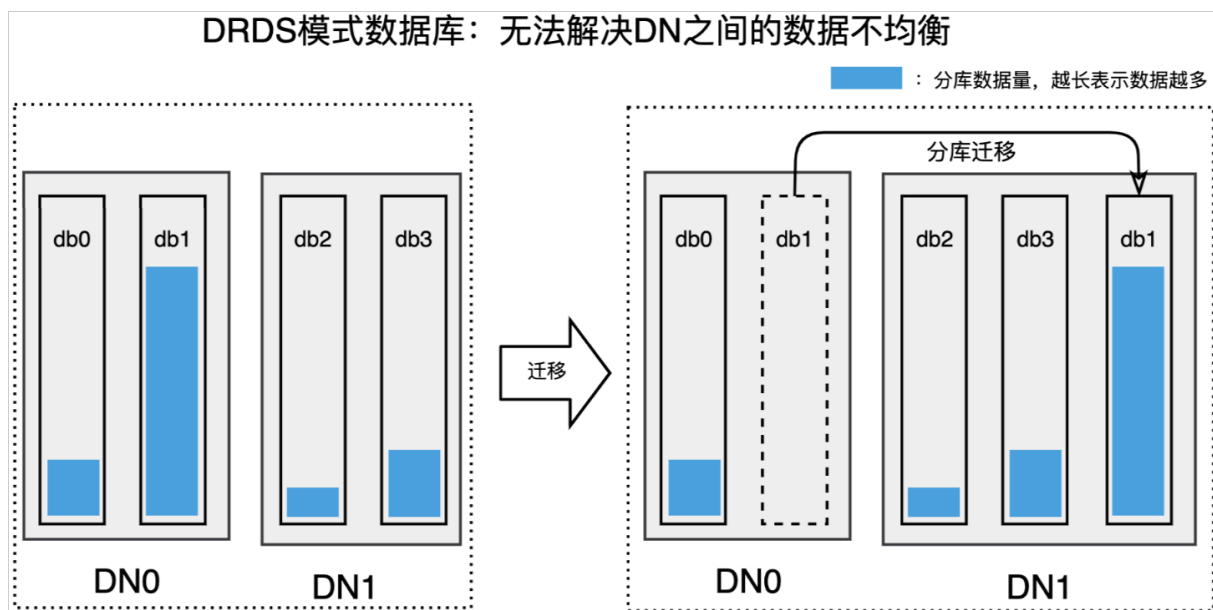 DRDS模式数据库：无法解决DN之间的数据不均衡
：分库数据量，越长表示数据越多
分库迁移
db0
db1
db2
db3
迁移
db0
db1
db2
db3
db1
DN0
DN1
DN0
DN1